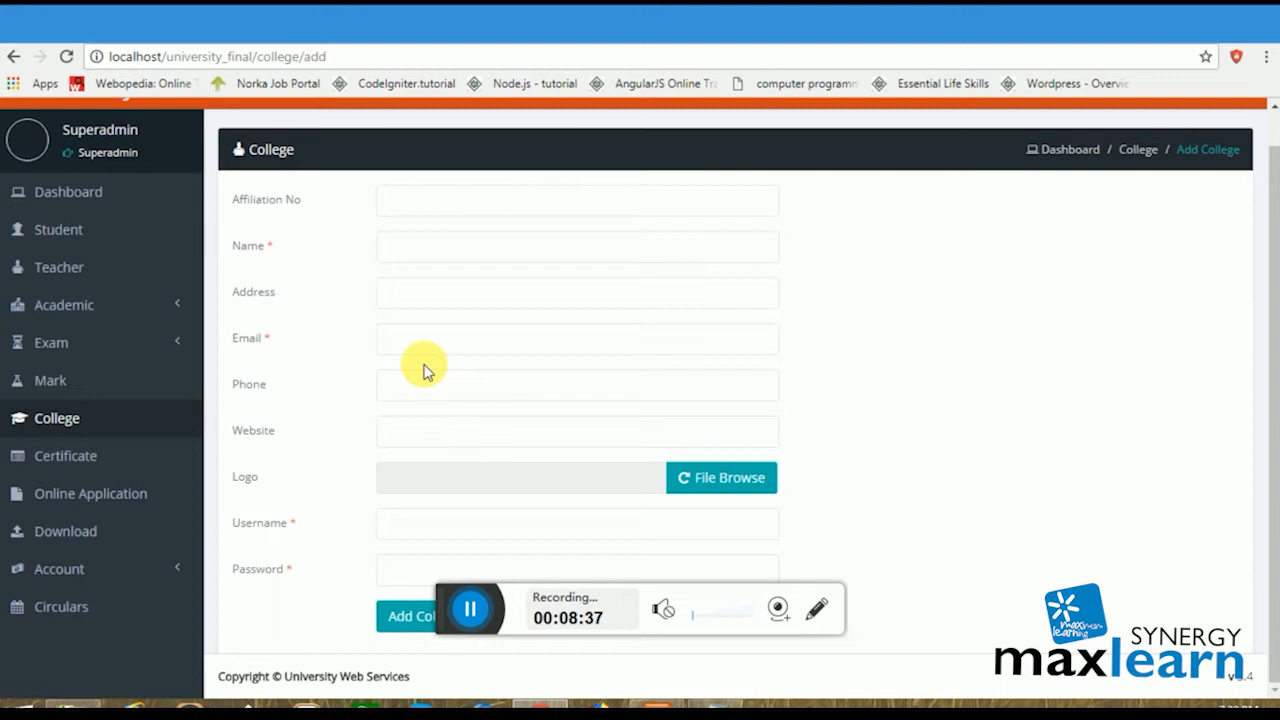 localhost/university_final/college/add
Apps
Webopedia: Online
Norka Job Portal
CodeIgniter.tutorial
Node.js - tutorial
AngularJS Online Tra
computer programm
Essential Life Skills
Wordpress - Overvie
Superadmin
Superadmin
Dashboard
Student
Teacher
Academic
Exam
Mark
College
Certificate
Online Application
Download
Account
Circulars
College
Dashboard / College / Add College
Affiliation No
Name *
Address
Email *
Phone
Website
Logo
File Browse
Username *
Password *
Add Col
Recording...
00:08:37
Copyright © University Web Services
maximum learning
SYNERGY
maxlearn